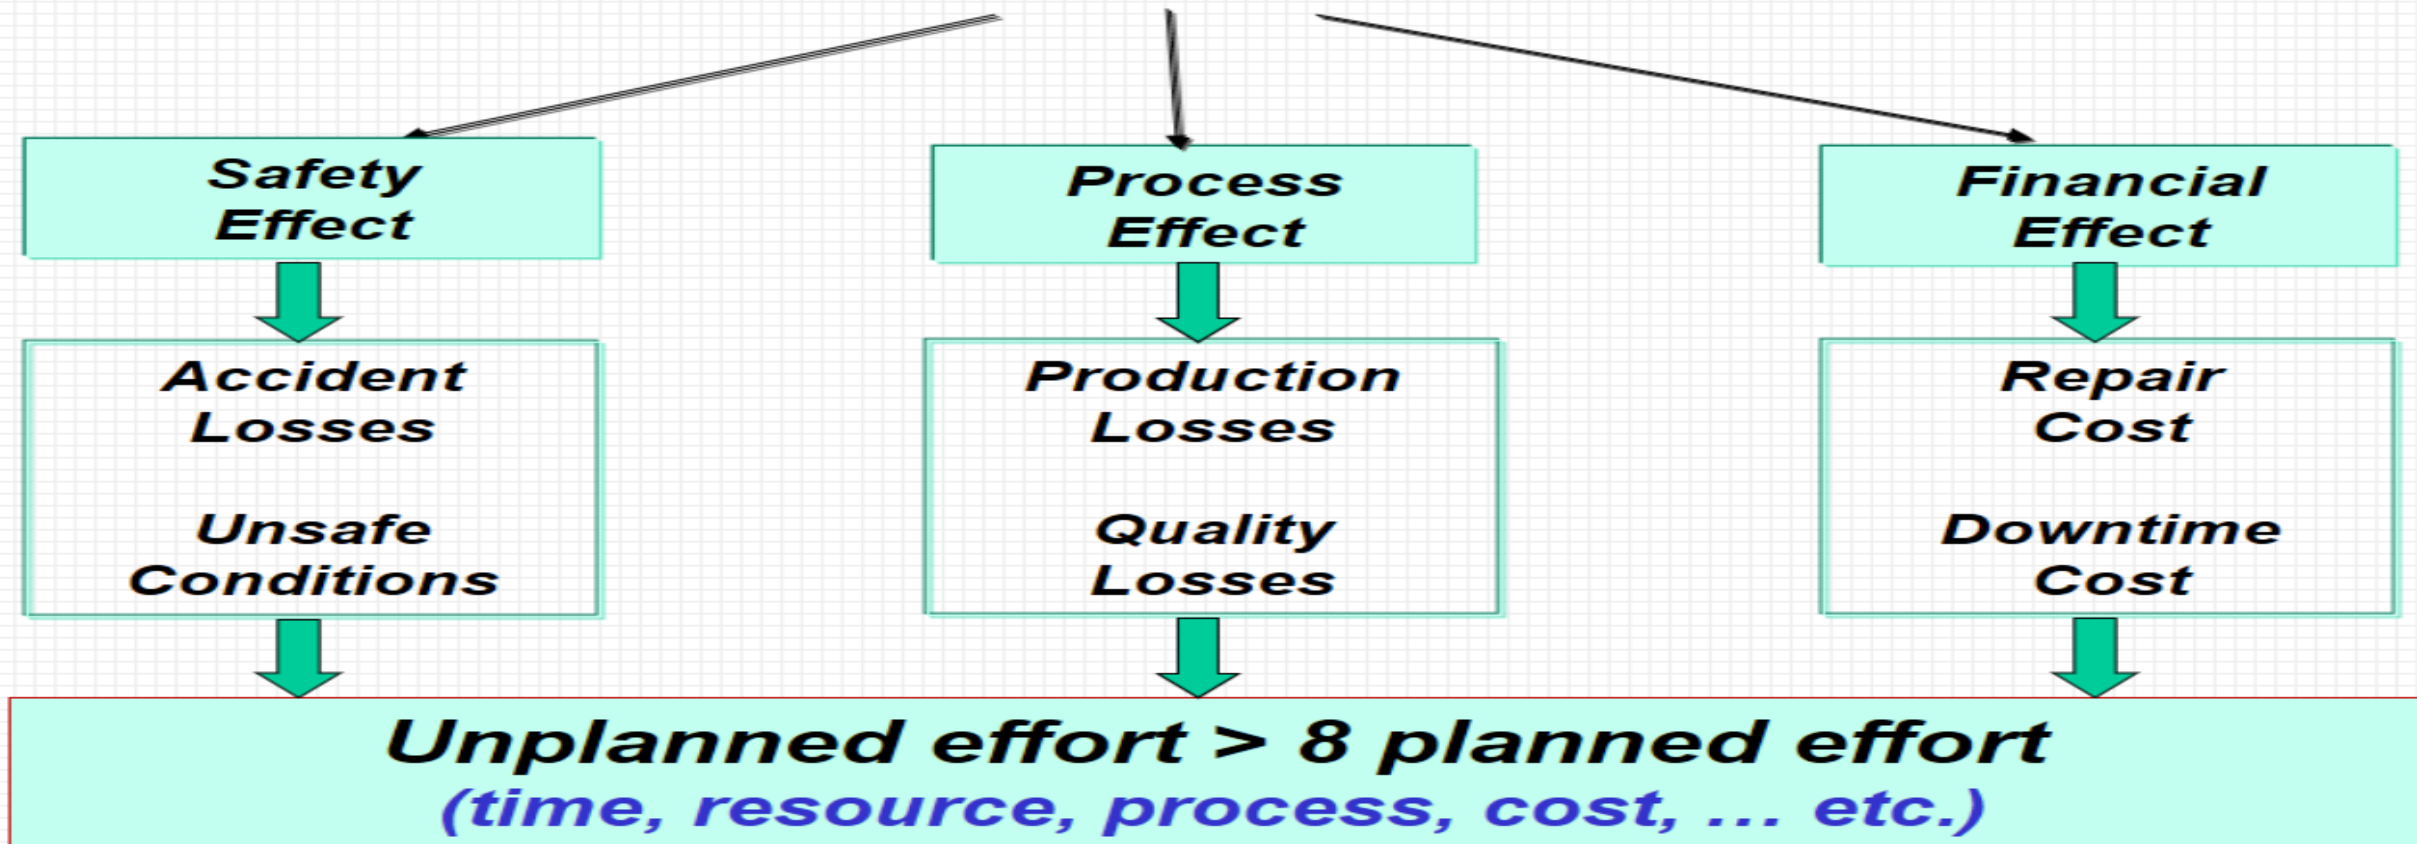 Safety
Effect
Process
Effect
Financial
Effect
Accident
Losses
Unsafe
Conditions
Production
Losses
Quality
Losses
Repair
Cost
Downtime
Cost
Unplanned effort > 8 planned effort
(time, resource, process, cost, ... etc.)